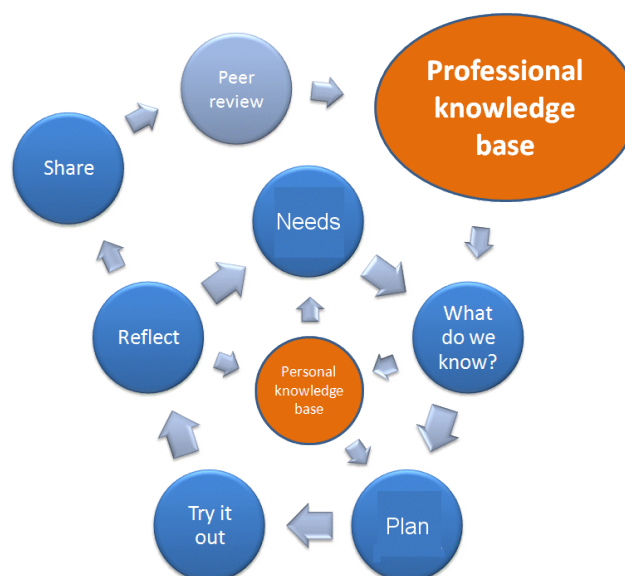 Professional
knowledge
base
Peer
review
Share
Needs
What
do we
know?
Reflect
Personal
knowledge
base
Try it
out
Plan